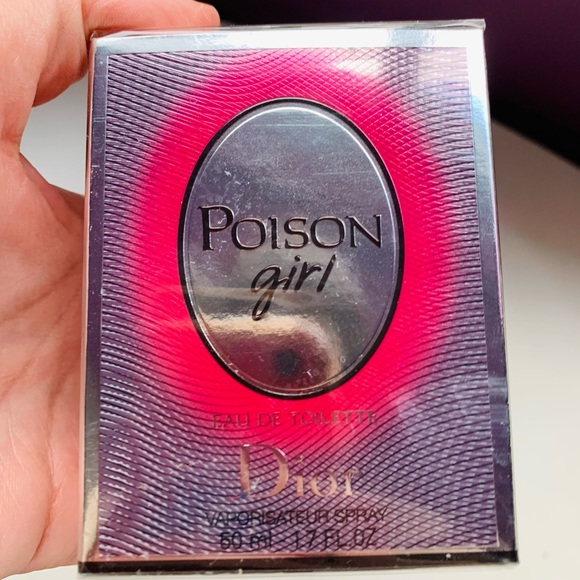 POISON
girl
EAU DE TOILETTE
Dior
VAPORISATEUR SPRAY
50 ml 1.7 FL.OZ